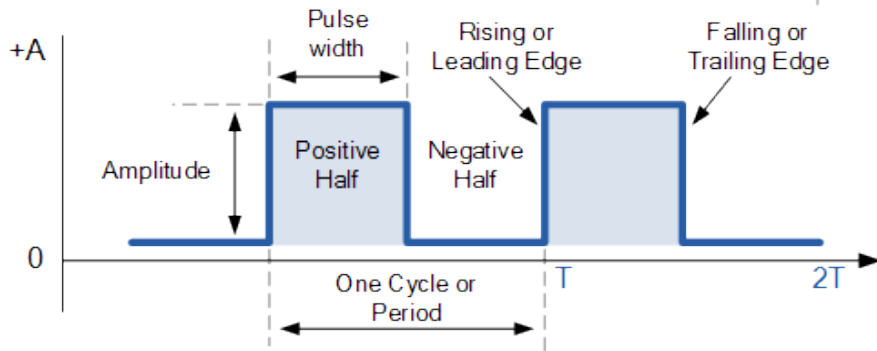 Pulse
width
+A
Rising or
Leading Edge
Falling or
Trailing Edge
Amplitude
Positive
Half
Negative
Half
0
T
2T
One Cycle or
Period